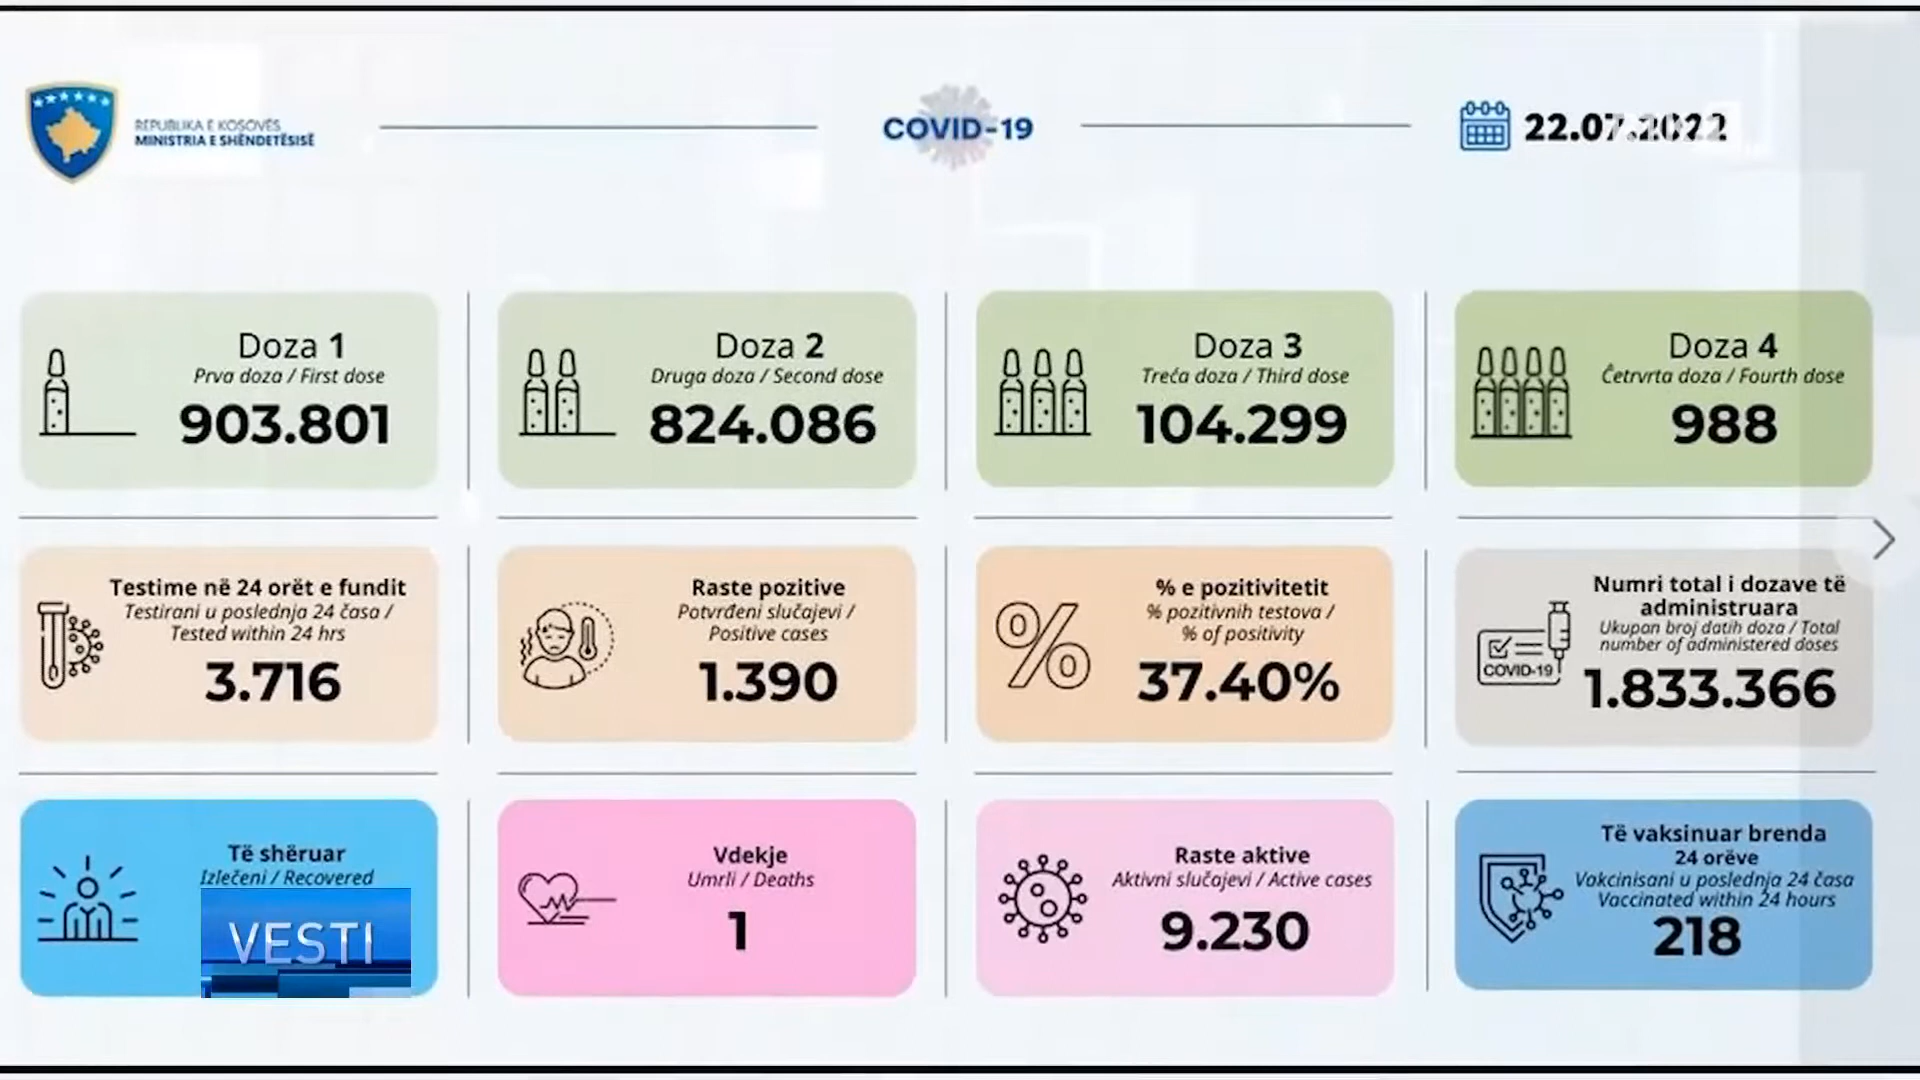 REPUBLIKA E KOSOVËS
MINISTRIA E SHËNDETËSISË
COVID-19
22.07.2022
Doza 1
Prva doza / First dose
903.801
Doza 2
Druga doza / Second dose
824.086
Doza 3
Treća doza / Third dose
104.299
Doza 4
Četrvrta doza / Fourth dose
988
Testime në 24 orët e fundit
Testirani u poslednja 24 časa /
Tested within 24 hrs
3.716
Raste pozitive
Potvrđeni slučajevi /
Positive cases
1.390
% e pozitivitetit
% pozitivnih testova /
% of positivity
37.40%
COVID-19
Numri total i dozave të
administruara
Ukupan broj datih doza / Total
number of administered doses
1.833.366
Të shëruar
Izlečeni / Recovered
VESTI
Vdekje
Umrli / Deaths
1
Raste aktive
Aktivni slučajevi / Active cases
9.230
Të vaksinuar brenda
24 orëve
Vakcinisani u poslednja 24 časa
Vaccinated within 24 hours
218